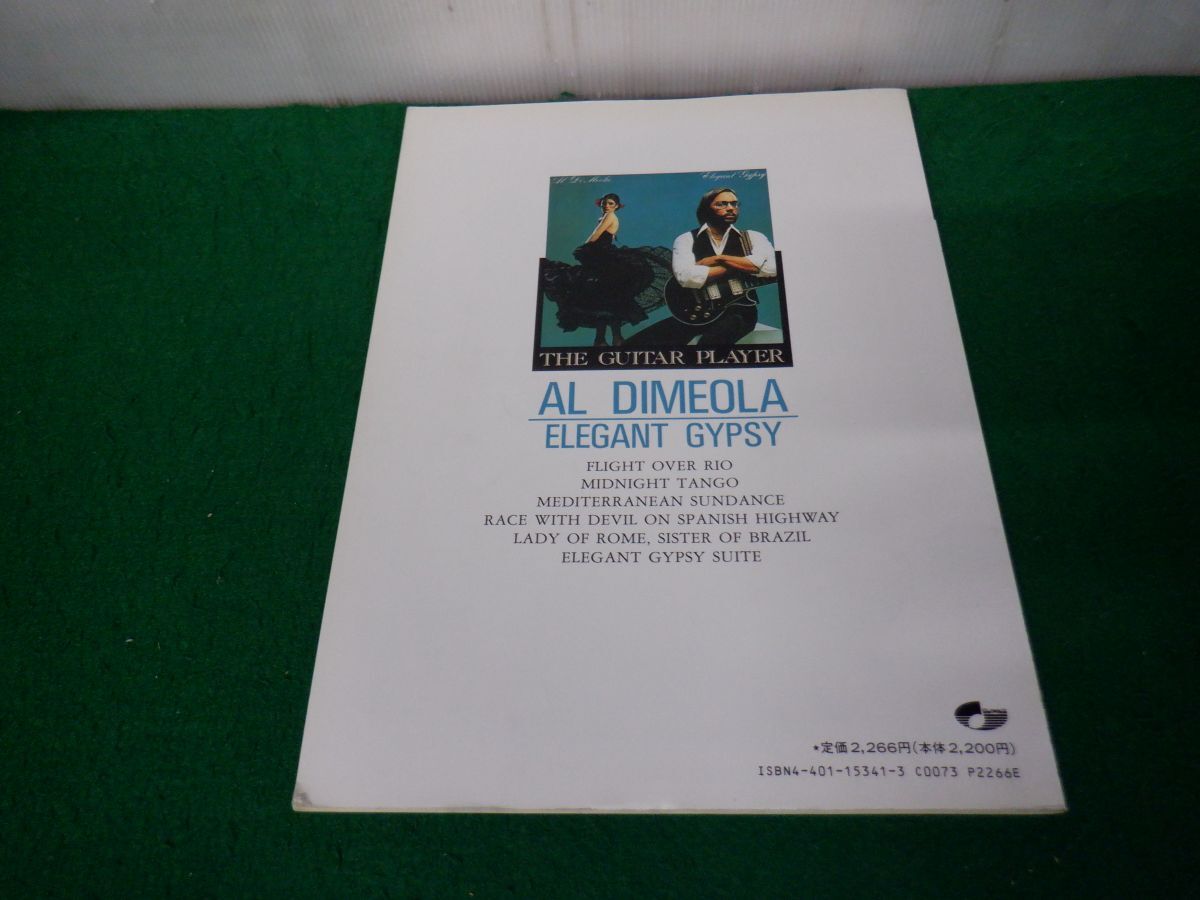 Al Di Meola
Elegant Gypsy
THE GUITAR PLAYER
AL DIMEOLA
ELEGANT GYPSY
FLIGHT OVER RIO
MIDNIGHT TANGO
MEDITERRANEAN SUNDANCE
RACE WITH DEVIL ON SPANISH HIGHWAY
LADY OF ROME, SISTER OF BRAZIL
ELEGANT GYPSY SUITE
★定価2,266円(本体2,200円)
ISBN4-401-15341-3 C0073 P2266E